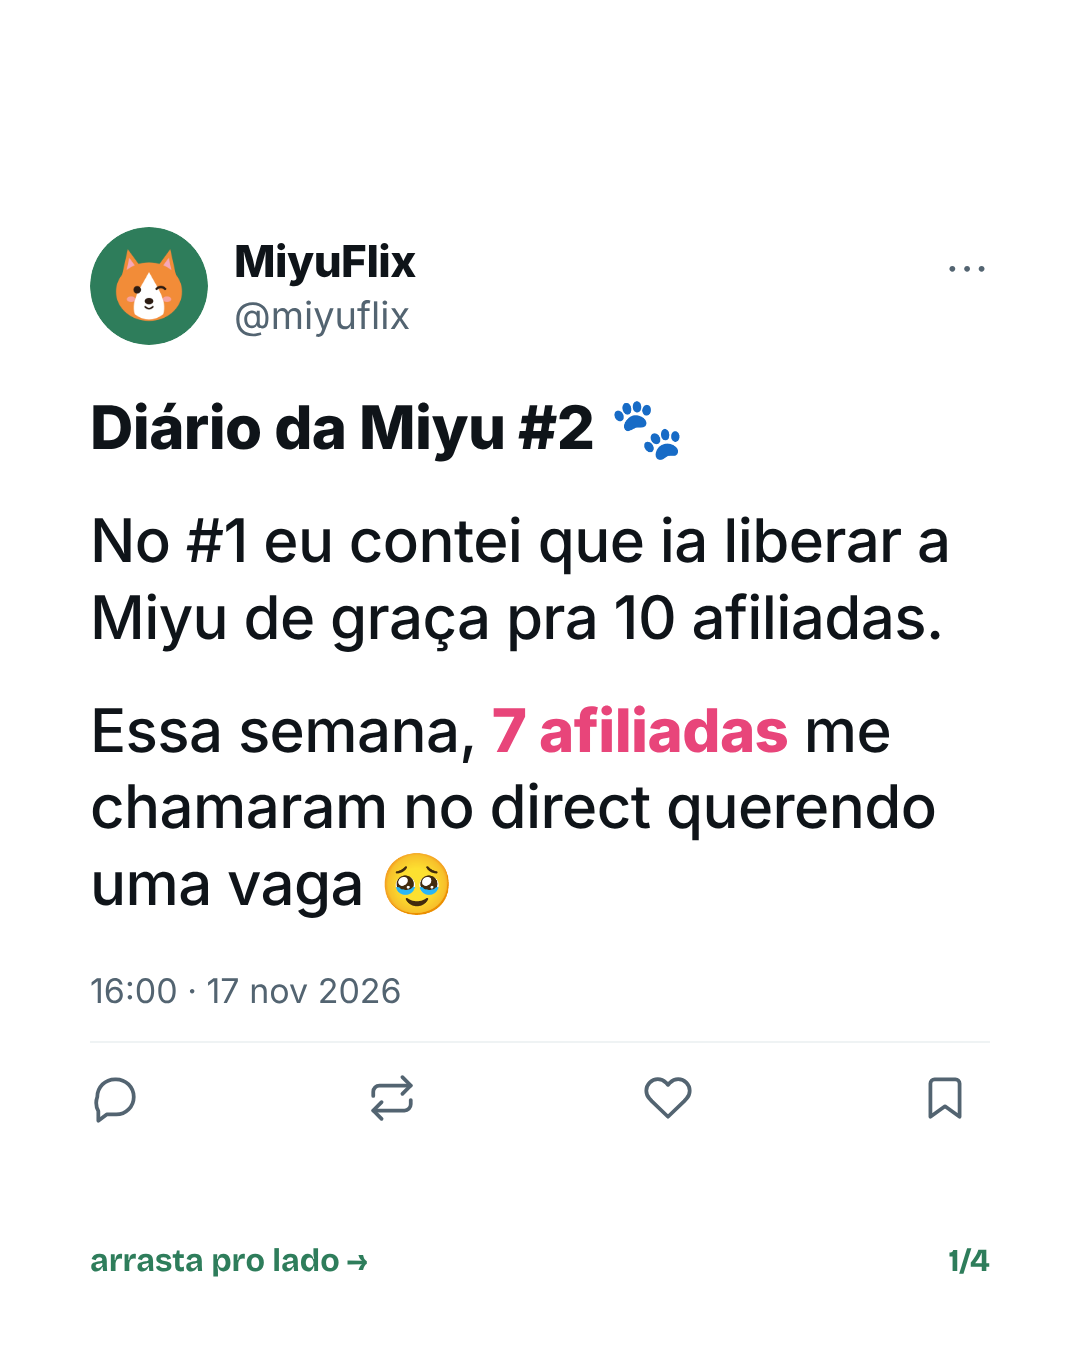 MiyuFlix
@miyuflix
Diário da Miyu #2 🐾
No #1 eu contei que ia liberar a
Miyu de graça pra 10 afiliadas.
Essa semana, 7 afiliadas me
chamaram no direct querendo
uma vaga 🥹
16:00 · 17 nov 2026
arrasta pro lado →
1/4